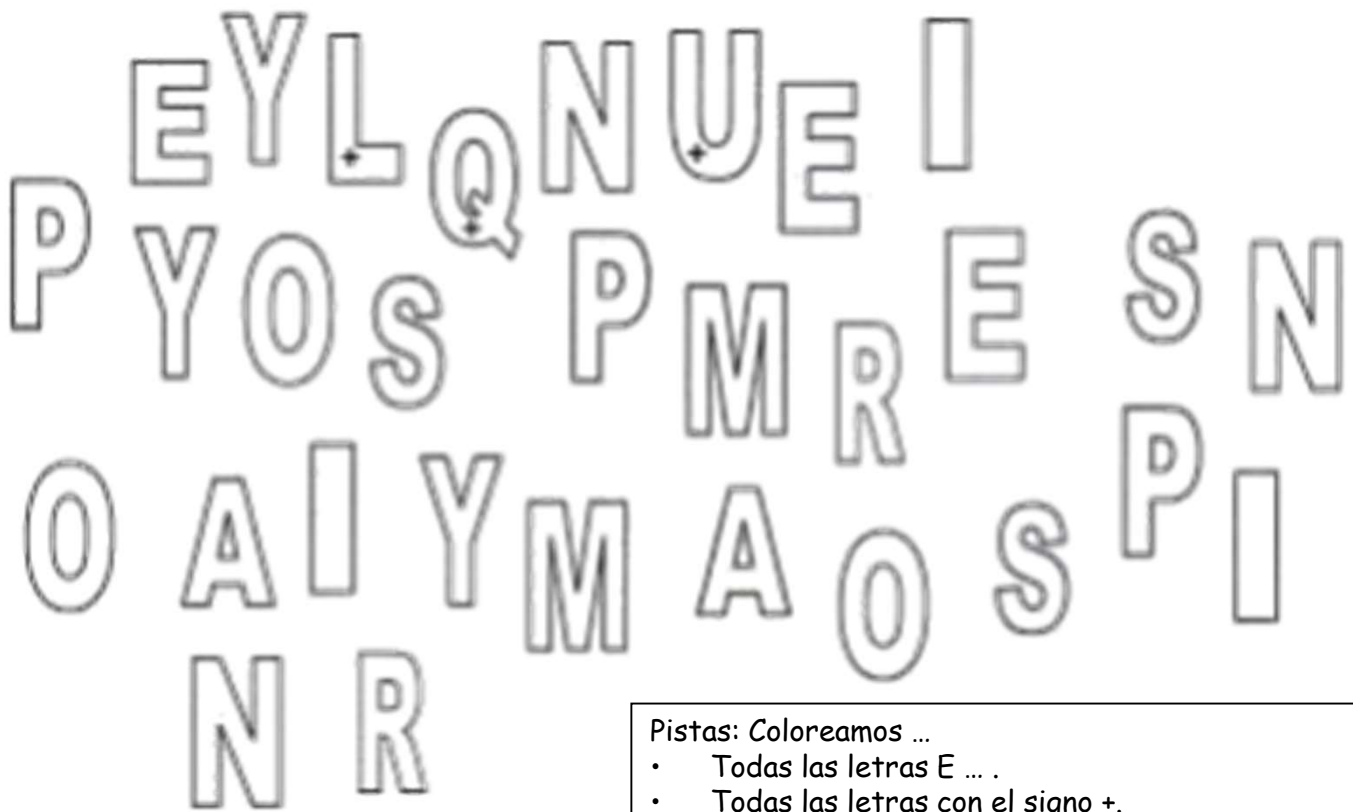 E Y L Q N U E I
P Y O S P M R E S N
O A I Y M A O S P I
N R
Pistas: Coloreamos …
• Todas las letras E … .
• Todas las letras con el signo +.